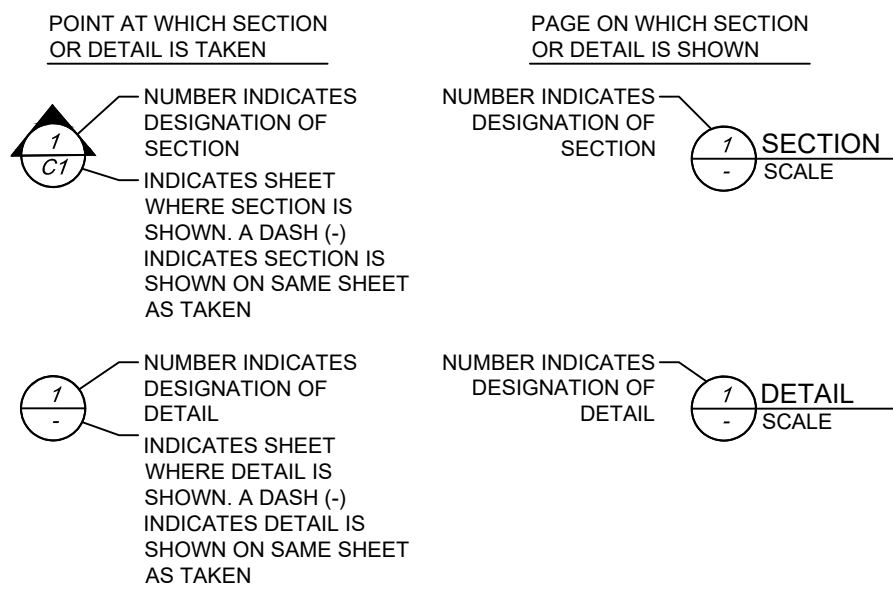 POINT AT WHICH SECTION
OR DETAIL IS TAKEN
PAGE ON WHICH SECTION
OR DETAIL IS SHOWN
1
C1
NUMBER INDICATES
DESIGNATION OF
SECTION
INDICATES SHEET
WHERE SECTION IS
SHOWN. A DASH (-)
INDICATES SECTION IS
SHOWN ON SAME SHEET
AS TAKEN
NUMBER INDICATES
DESIGNATION OF
SECTION
1
-
SECTION
SCALE
1
-
NUMBER INDICATES
DESIGNATION OF
DETAIL
INDICATES SHEET
WHERE DETAIL IS
SHOWN. A DASH (-)
INDICATES DETAIL IS
SHOWN ON SAME SHEET
AS TAKEN
NUMBER INDICATES
DESIGNATION OF
DETAIL
1
-
DETAIL
SCALE